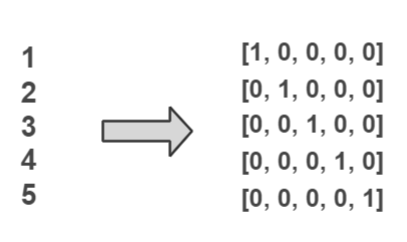 1 [1, 0, 0, 0, 0]
2 [0, 1, 0, 0, 0]
3 [0, 0, 1, 0, 0]
4 [0, 0, 0, 1, 0]
5 [0, 0, 0, 0, 1]